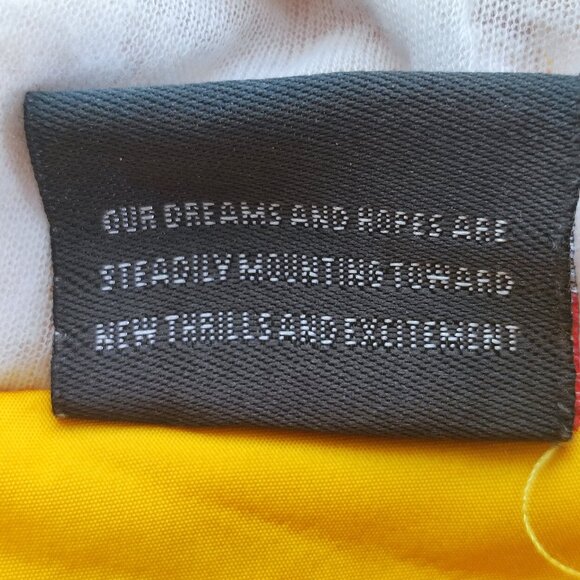 OUR DREAMS AND HOPES ARE
STEADILY MOUNTING TOWARD
NEW THRILLS AND EXCITEMENT